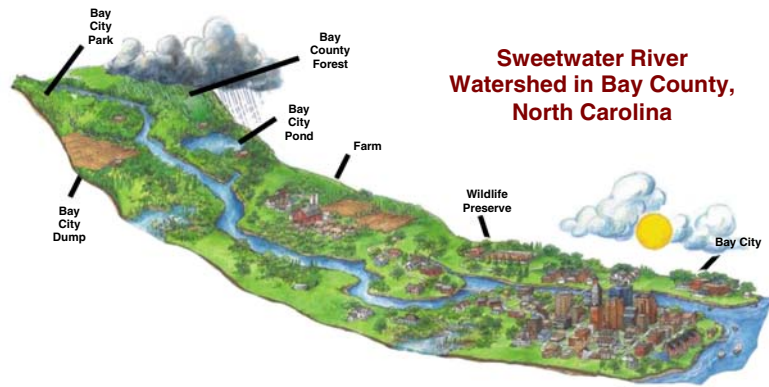 Bay
City
Park
Bay
County
Forest
Sweetwater River
Watershed in Bay County,
North Carolina
Bay
City
Pond
Farm
Wildlife
Preserve
Bay
City
Dump
Bay City